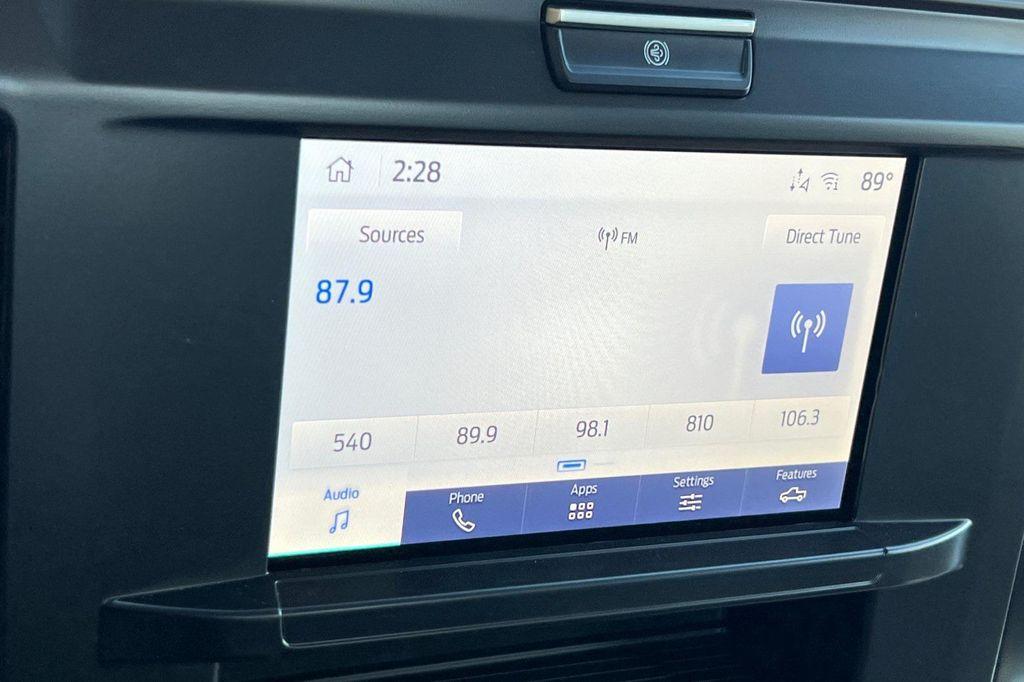 2:28
89°
Sources
FM
Direct Tune
87.9
540 89.9 98.1 810 106.3
Audio Phone Apps Settings Features